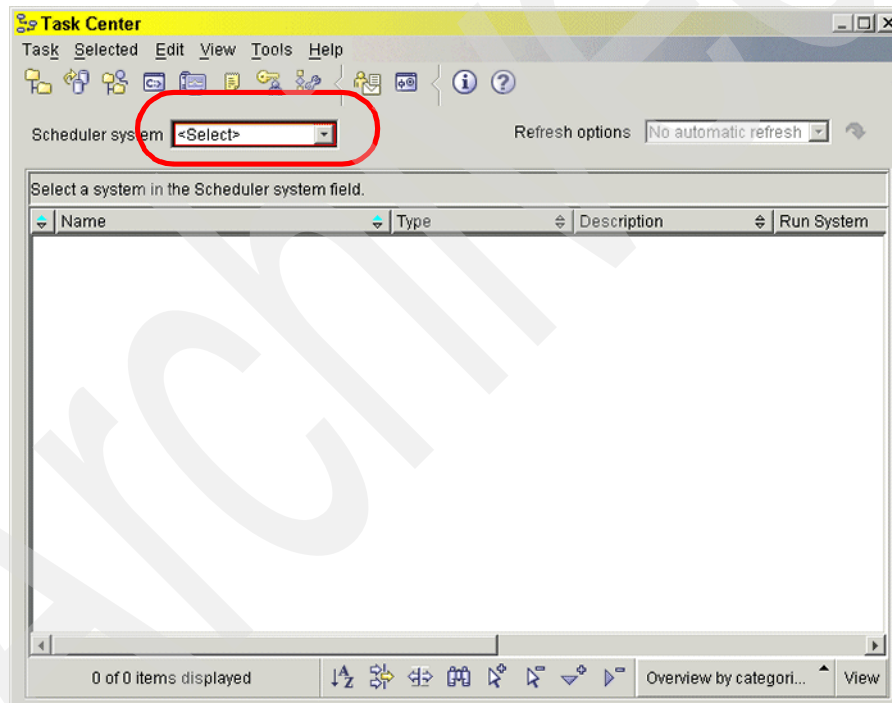 Task Center
Task Selected Edit View Tools Help
Scheduler system <Select> Refresh options No automatic refresh
Select a system in the Scheduler system field.
Name Type Description Run System
0 of 0 items displayed Overview by categori... View